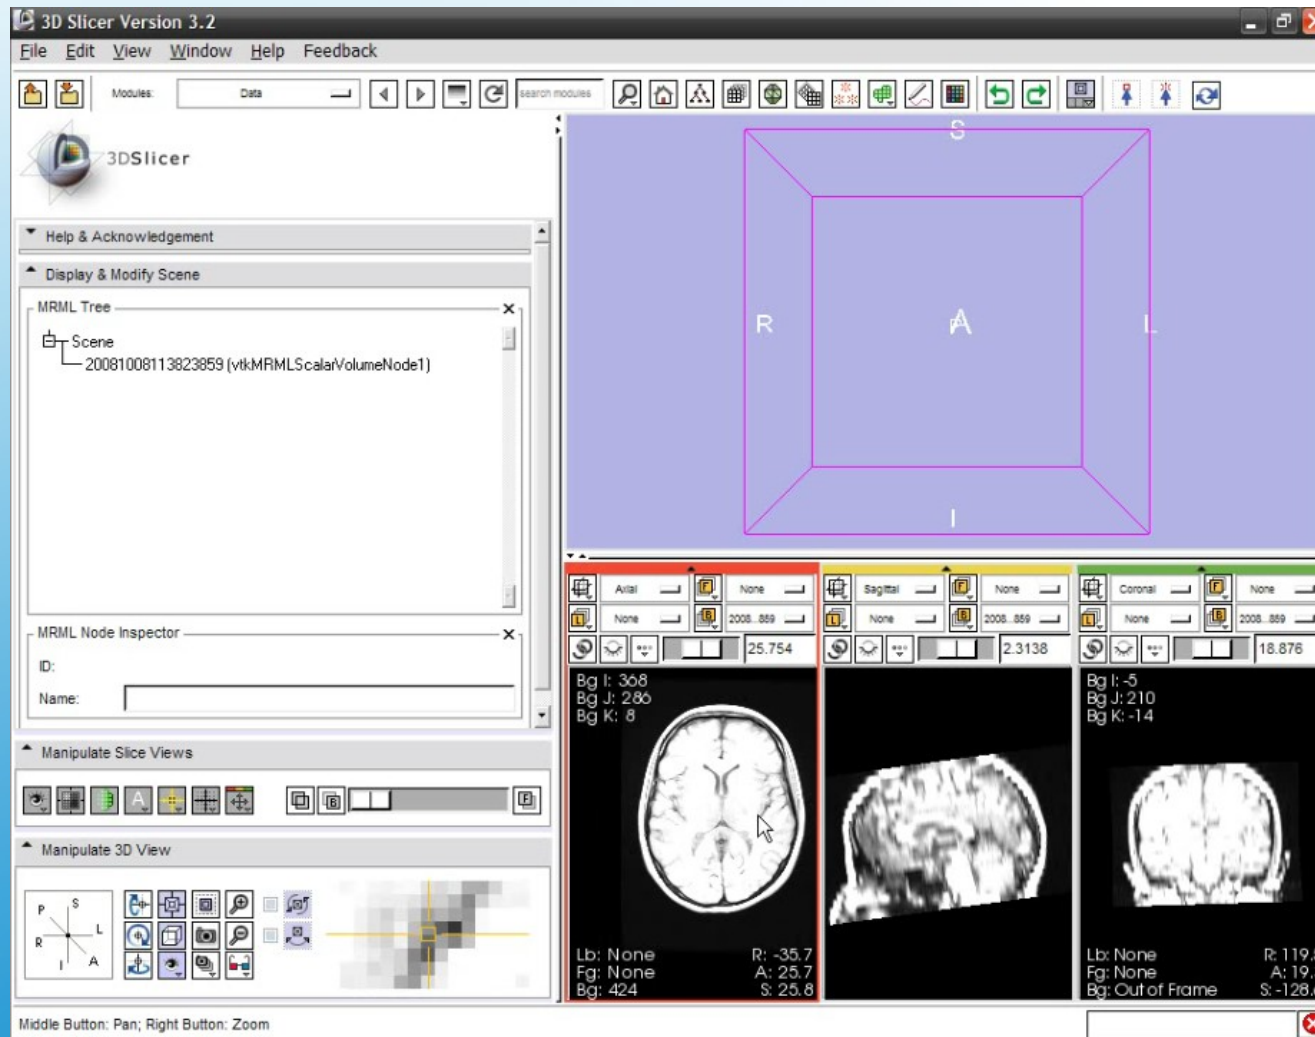 3D Slicer Version 3.2
File Edit View Window Help Feedback
Modules: Data search modules
3DSlicer
Help & Acknowledgement
Display & Modify Scene
MRML Tree
Scene
20081008113823859 (vtkMRMLScalarVolumeNode1)
MRML Node Inspector
ID:
Name:
Manipulate Slice Views
A
B
F
Manipulate 3D View
P S
R L
I A
S
R A L
I
Axial F None
L None B 2008..859
25.754
Bg I: 368
Bg J: 286
Bg K: 8
Lb: None R: -35.7
Fg: None A: 25.7
Bg: 424 S: 25.8
Sagittal F None
L None B 2008..859
2.3138
Coronal F None
L None B 2008..859
18.876
Bg I: -5
Bg J: 210
Bg K: -14
Lb: None R: 119.
Fg: None A: 19.
Bg: Out of Frame S: -128.
Middle Button: Pan; Right Button: Zoom